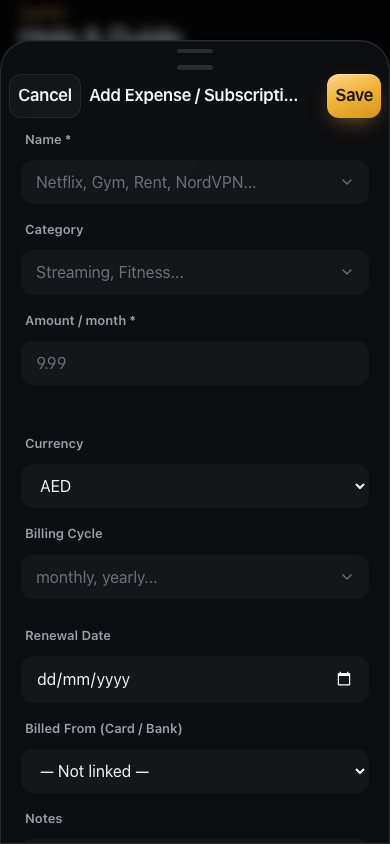 Cancel
Add Expense / Subscripti...
Save
Name *
Netflix, Gym, Rent, NordVPN...
Category
Streaming, Fitness...
Amount / month *
9.99
Currency
AED
Billing Cycle
monthly, yearly...
Renewal Date
dd/mm/yyyy
Billed From (Card / Bank)
— Not linked —
Notes